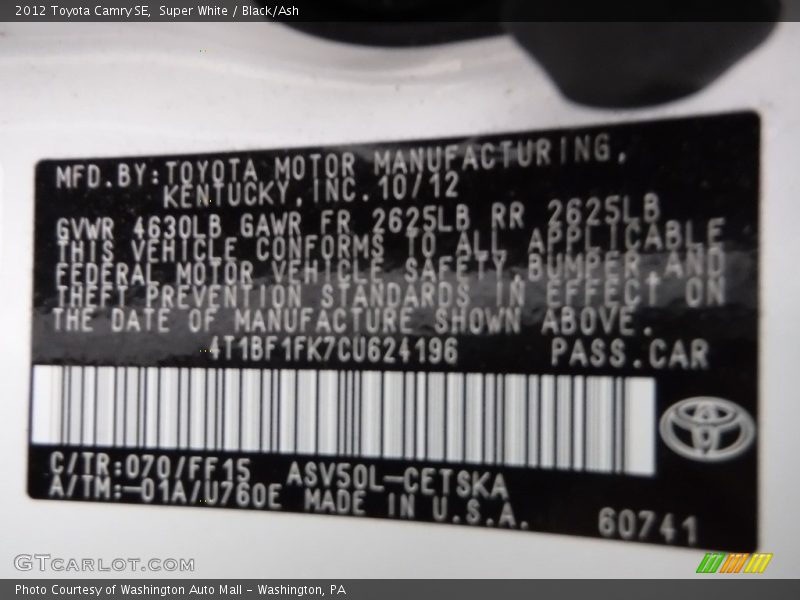 2012 Toyota Camry SE,  Super White / Black/Ash
MFD.BY:TOYOTA MOTOR MANUFACTURING,
KENTUCKY,INC.10/12
GVWR 4630LB GAWR FR 2625LB RR 2625LB
THIS VEHICLE CONFORMS TO ALL APPLICABLE
FEDERAL MOTOR VEHICLE SAFETY,BUMPER,AND
THEFT PREVENTION STANDARDS IN EFFECT ON
THE DATE OF MANUFACTURE SHOWN ABOVE.
4T1BF1FK7CU624196 PASS.CAR
C/TR:070/FF15 ASV50L-CETSKA
A/TM:-01A/U760E MADE IN U.S.A.
60741
GTCARLOT.COM
Photo Courtesy of Washington Auto Mall - Washington, PA